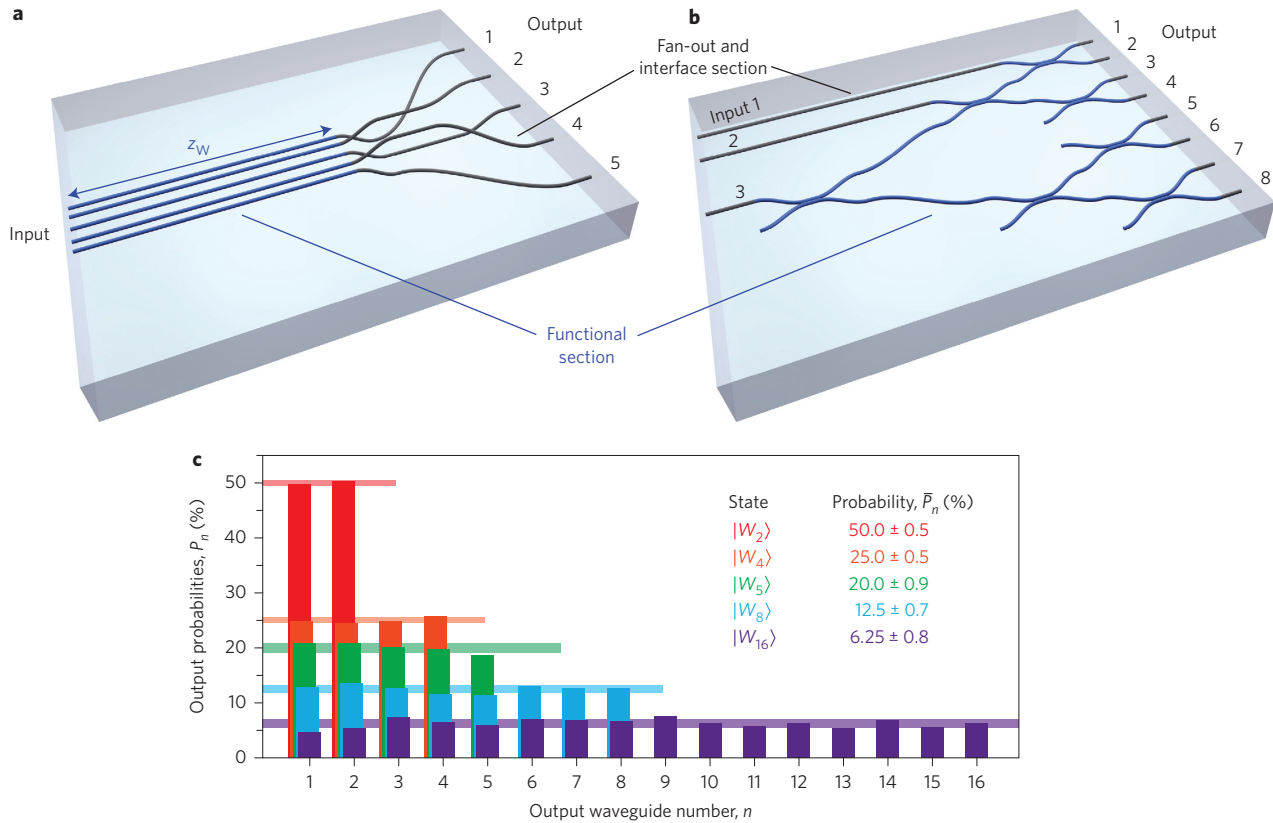 a
Output
1
2
3
4
5
z_W
Input
Fan-out and
interface section
Functional
section
b
1
2
Output
3
4
5
6
7
8
Input 1
2
3
c
Output probabilities, P_n (%)
50
40
30
20
10
0
State Probability, P̅_n (%)
|W_2⟩ 50.0 ± 0.5
|W_4⟩ 25.0 ± 0.5
|W_5⟩ 20.0 ± 0.9
|W_8⟩ 12.5 ± 0.7
|W_16⟩ 6.25 ± 0.8
1 2 3 4 5 6 7 8 9 10 11 12 13 14 15 16
Output waveguide number, n